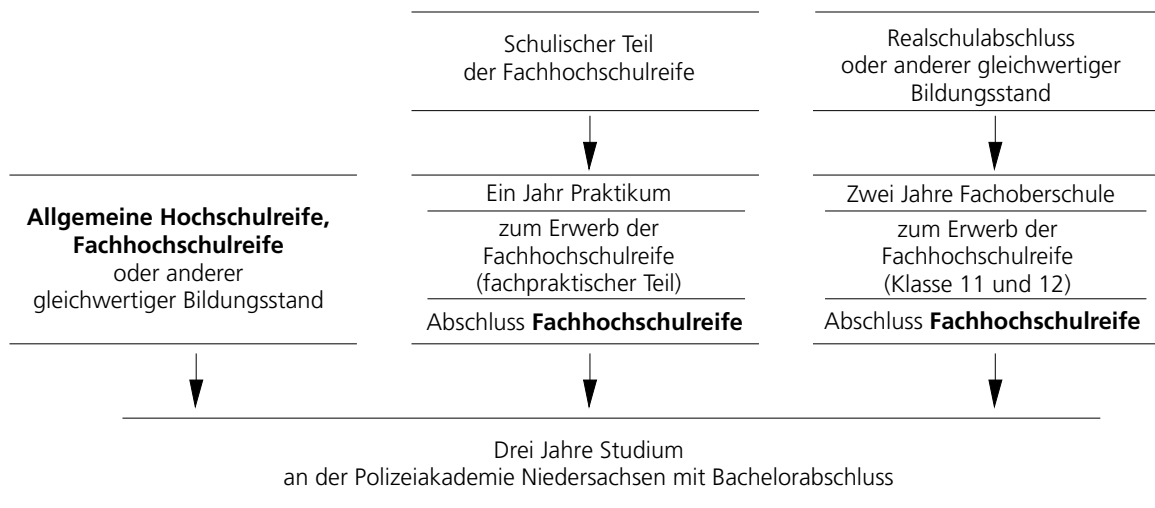 Schulischer Teil
der Fachhochschulreife
Realschulabschluss
oder anderer gleichwertiger
Bildungsstand
Allgemeine Hochschulreife,
Fachhochschulreife
oder anderer
gleichwertiger Bildungsstand
Ein Jahr Praktikum
zum Erwerb der
Fachhochschulreife
(fachpraktischer Teil)
Abschluss Fachhochschulreife
Zwei Jahre Fachoberschule
zum Erwerb der
Fachhochschulreife
(Klasse 11 und 12)
Abschluss Fachhochschulreife
Drei Jahre Studium
an der Polizeiakademie Niedersachsen mit Bachelorabschluss